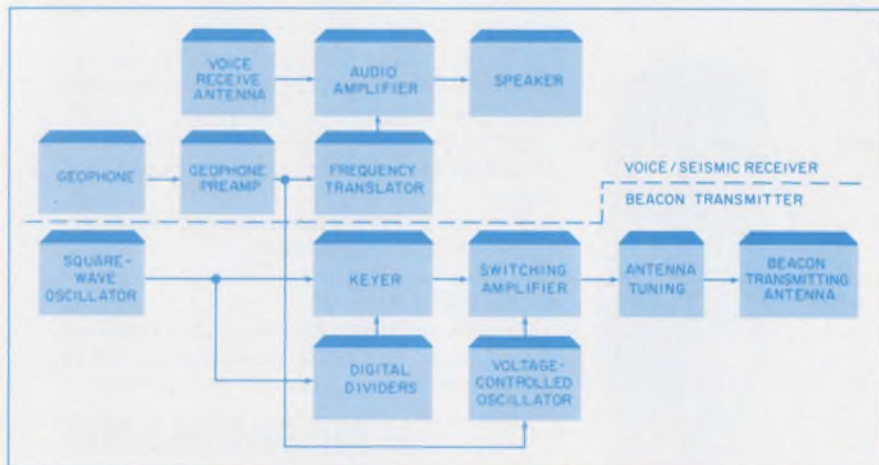 VOICE
RECEIVE
ANTENNA
AUDIO
AMPLIFIER
SPEAKER
GEOPHONE
GEOPHONE
PREAMP
FREQUENCY
TRANSLATOR
VOICE/SEISMIC RECEIVER
BEACON TRANSMITTER
SQUARE-
WAVE
OSCILLATOR
KEYER
SWITCHING
AMPLIFIER
ANTENNA
TUNING
BEACON
TRANSMITTING
ANTENNA
DIGITAL
DIVIDERS
VOLTAGE-
CONTROLLED
OSCILLATOR